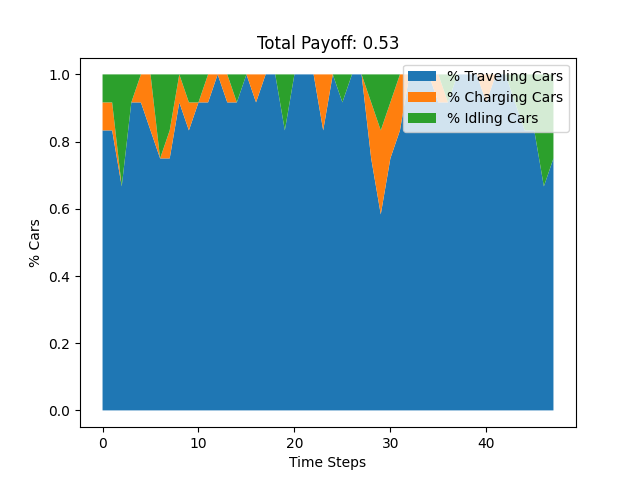 Total Payoff: 0.53
% Cars
1.0
0.8
0.6
0.4
0.2
0.0
% Traveling Cars
% Charging Cars
% Idling Cars
0 10 20 30 40
Time Steps